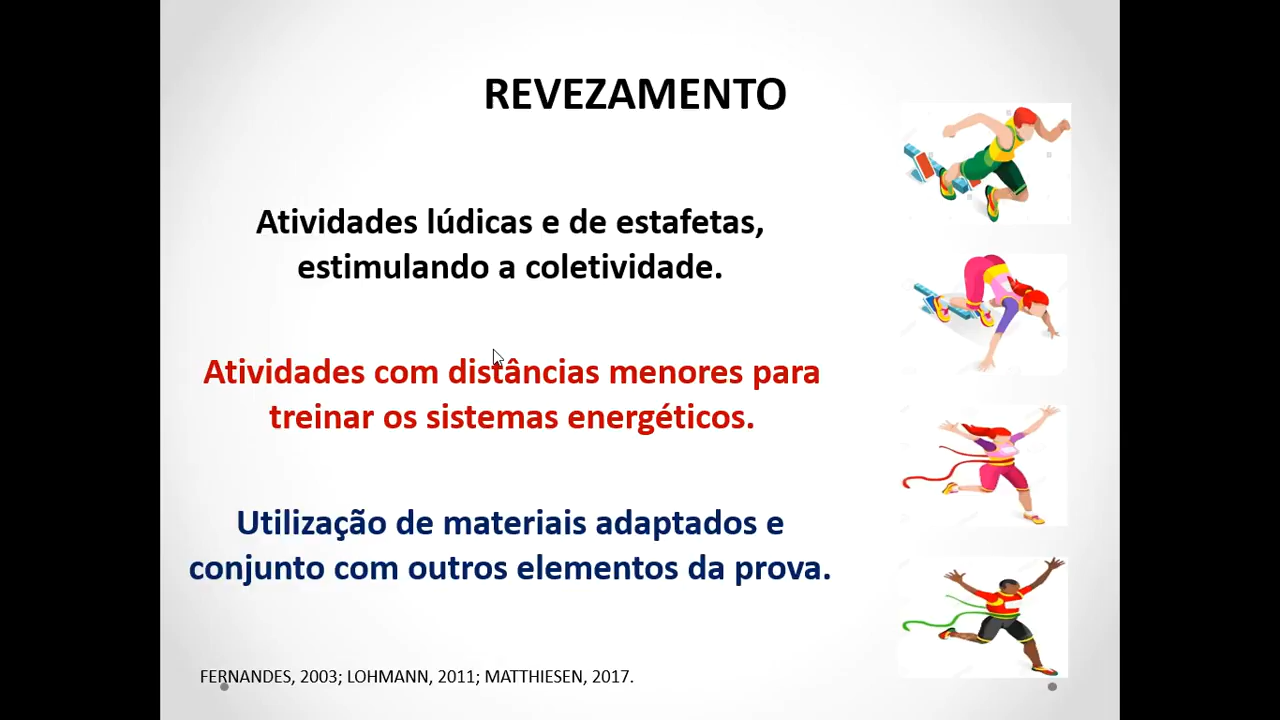 REVEZAMENTO
Atividades lúdicas e de estafetas,
estimulando a coletividade.
Atividades com distâncias menores para
treinar os sistemas energéticos.
Utilização de materiais adaptados e
conjunto com outros elementos da prova.
FERNANDES, 2003; LOHMANN, 2011; MATTHIESEN, 2017.